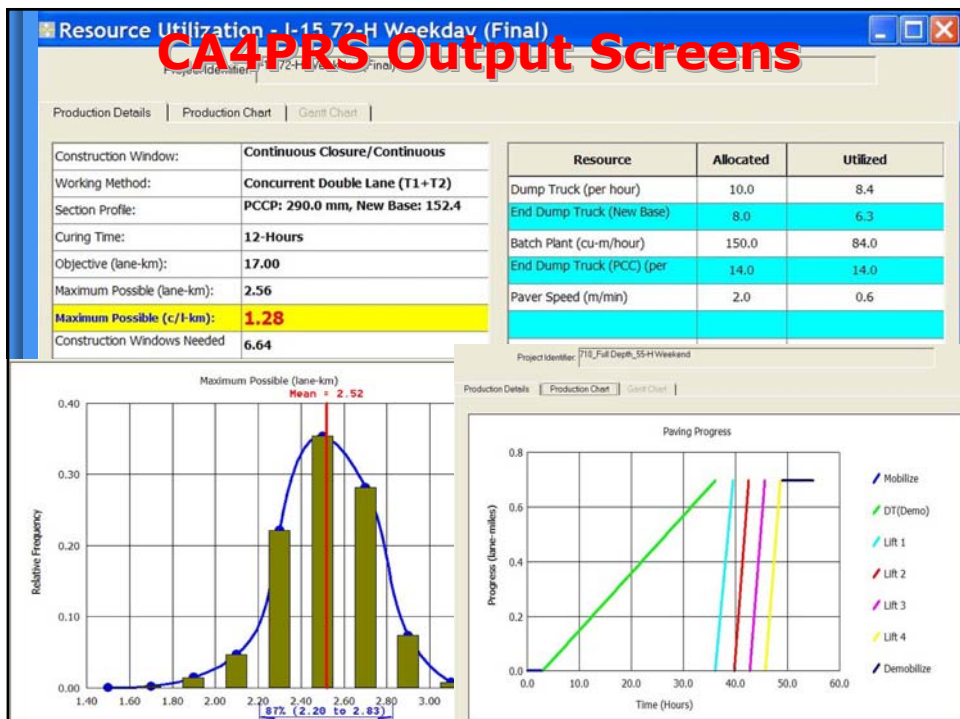 Resource Utilization - I-15 72-H Weekday (Final)
CA4PRS Output Screens
Project Identifier:
Production Details Production Chart Gantt Chart
Construction Window: Continuous Closure/Continuous
Working Method: Concurrent Double Lane (T1+T2)
Section Profile: PCCP: 290.0 mm, New Base: 152.4
Curing Time: 12-Hours
Objective (lane-km): 17.00
Maximum Possible (lane-km): 2.56
Maximum Possible (c/l-km): 1.28
Construction Windows Needed 6.64
Resource Allocated Utilized
Dump Truck (per hour) 10.0 8.4
End Dump Truck (New Base) 8.0 6.3
Batch Plant (cu-m/hour) 150.0 84.0
End Dump Truck (PCC) (per 14.0 14.0
Paver Speed (m/min) 2.0 0.6
Maximum Possible (lane-km)
Mean = 2.52
Relative Frequency
0.40
0.30
0.20
0.10
0.00
1.40 1.60 1.80 2.00 2.20 2.40 2.60 2.80 3.00
87% (2.20 to 2.83)
Project Identifier: 710_Full Depth_55-H Weekend
Production Details Production Chart Gantt Chart
Paving Progress
Progress (lane-miles)
0.8
0.6
0.4
0.2
0.0
0.0 10.0 20.0 30.0 40.0 50.0 60.0
Time (Hours)
Mobilize
DT(Demo)
Lift 1
Lift 2
Lift 3
Lift 4
Demobilize